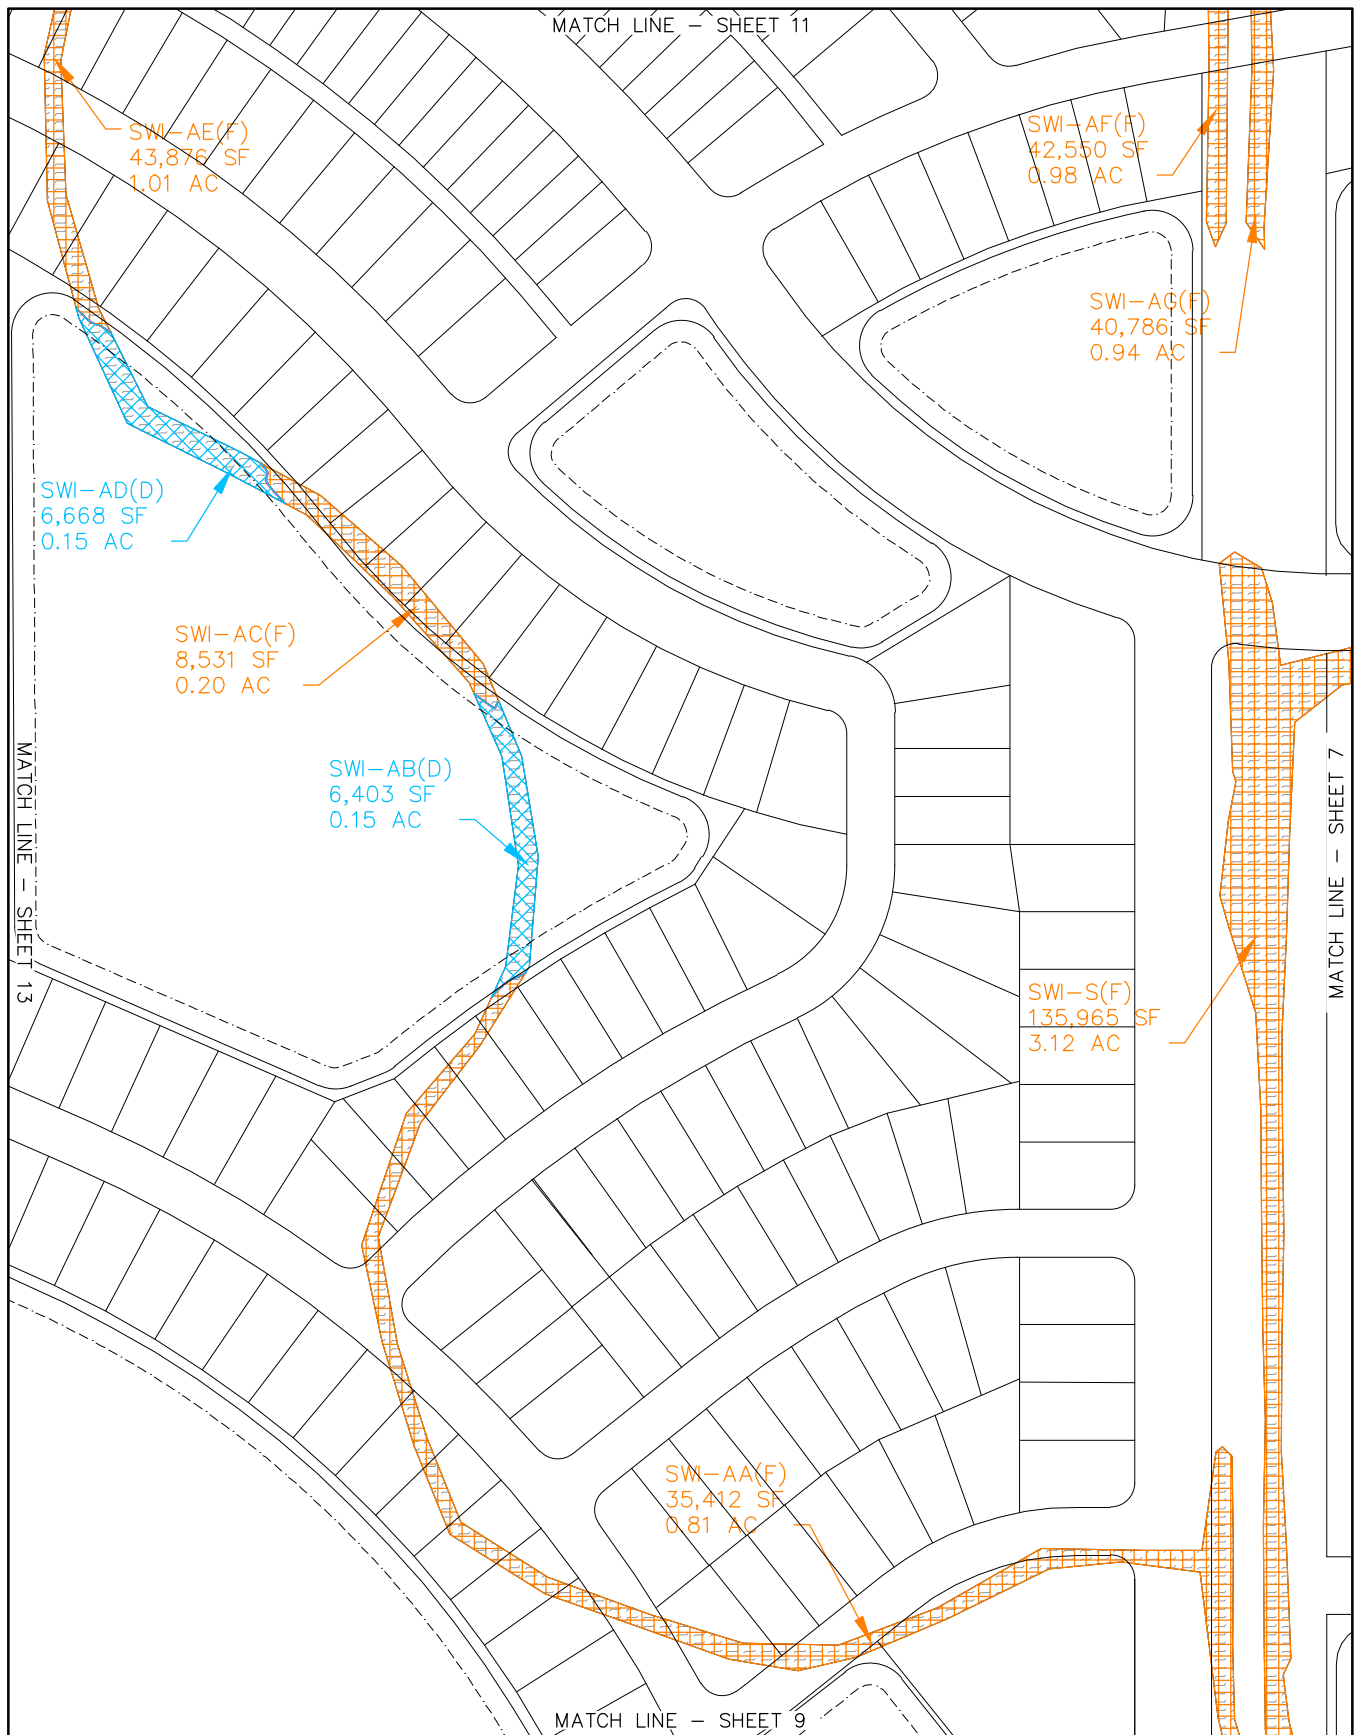 MATCH LINE - SHEET 11
SWI-AE(F)
43,876 SF
1.01 AC
SWI-AF(F)
42,550 SF
0.98 AC
SWI-AG(F)
40,786 SF
0.94 AC
SWI-AD(D)
6,668 SF
0.15 AC
SWI-AC(F)
8,531 SF
0.20 AC
SWI-AB(D)
6,403 SF
0.15 AC
MATCH LINE - SHEET 13
MATCH LINE - SHEET 7
SWI-S(F)
135,965 SF
3.12 AC
SWI-AA(F)
35,412 SF
0.81 AC
MATCH LINE - SHEET 9